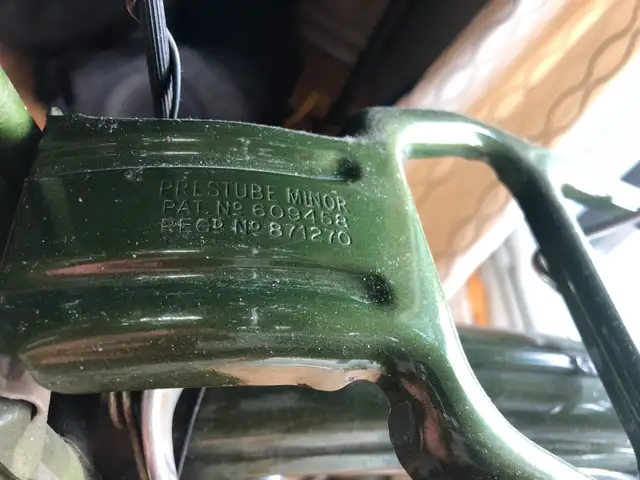 PRESTUBE MINOR
PAT. Nº 609458
REGD Nº 871270